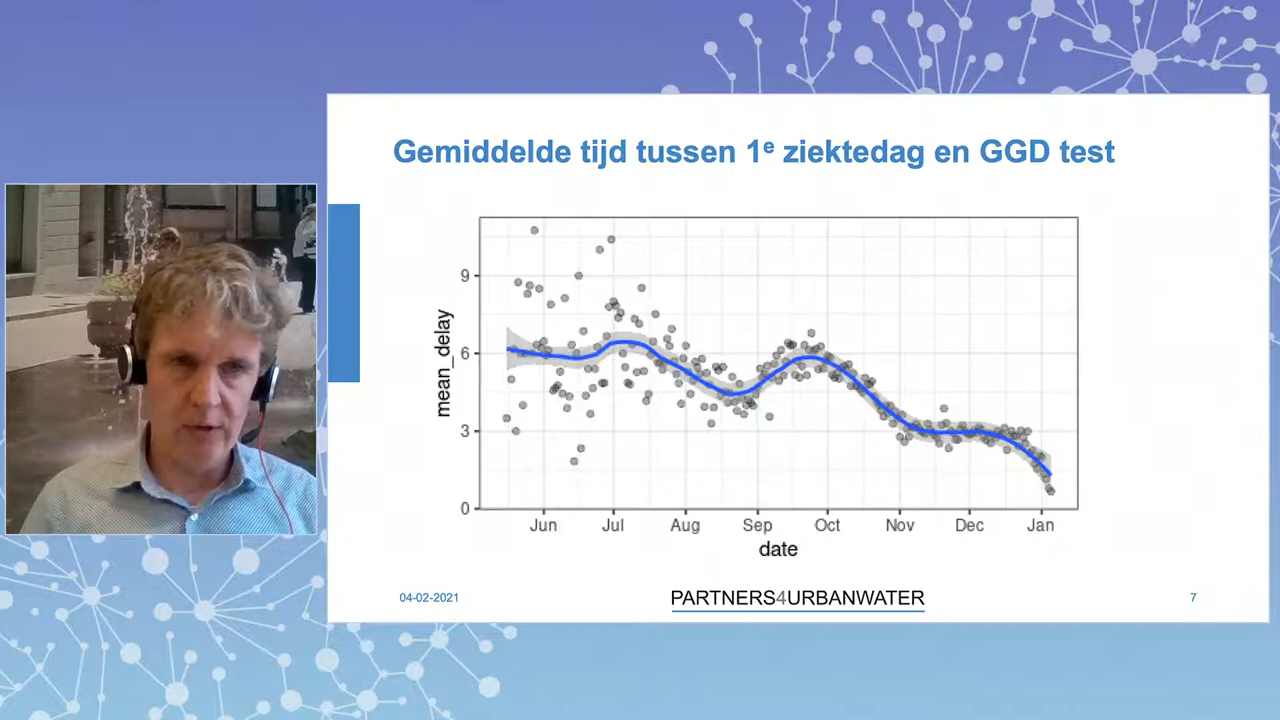 Gemiddelde tijd tussen 1e ziektedag en GGD test
mean_delay
9
6
3
0
Jun Jul Aug Sep Oct Nov Dec Jan
date
04-02-2021 PARTNERS4URBANWATER 7